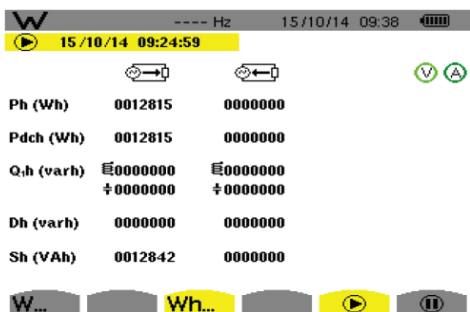 W ---- Hz 15/10/14 09:38
15/10/14 09:24:59
V A
Ph (Wh) 0012815 0000000
Pdch (Wh) 0012815 0000000
Q₁h (varh) 0000000 0000000
0000000 0000000
Dh (varh) 0000000 0000000
Sh (VAh) 0012842 0000000
W... Wh...